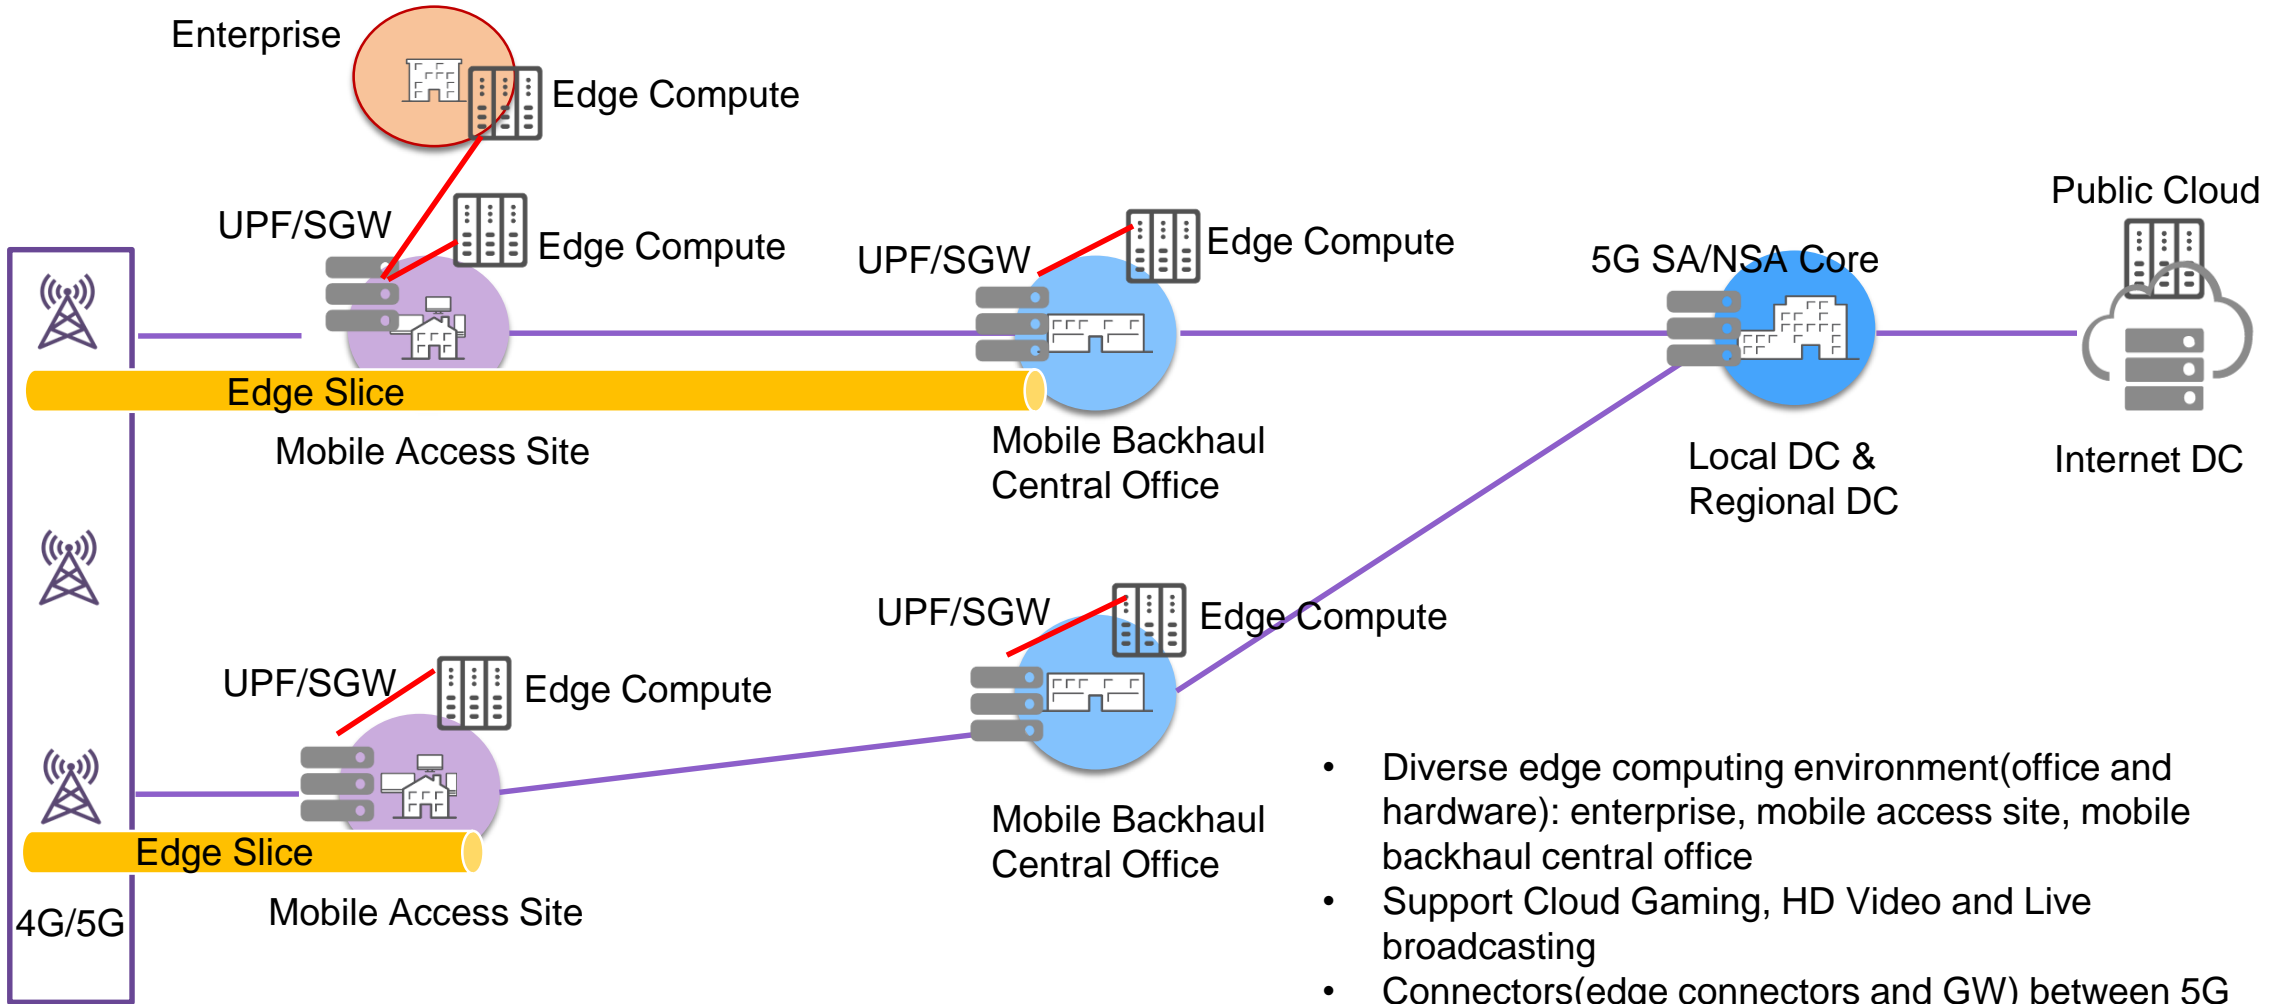 Enterprise
Edge Compute
Public Cloud
UPF/SGW
Edge Compute
UPF/SGW
Edge Compute
5G SA/NSA Core
Edge Slice
Mobile Access Site
Mobile Backhaul
Central Office
Local DC &
Regional DC
Internet DC
UPF/SGW
Edge Compute
UPF/SGW
Edge Compute
Edge Slice
Mobile Access Site
Mobile Backhaul
Central Office
4G/5G
• Diverse edge computing environment(office and
hardware): enterprise, mobile access site, mobile
backhaul central office
• Support Cloud Gaming, HD Video and Live
broadcasting
• Connectors(edge connectors and GW) between 5G